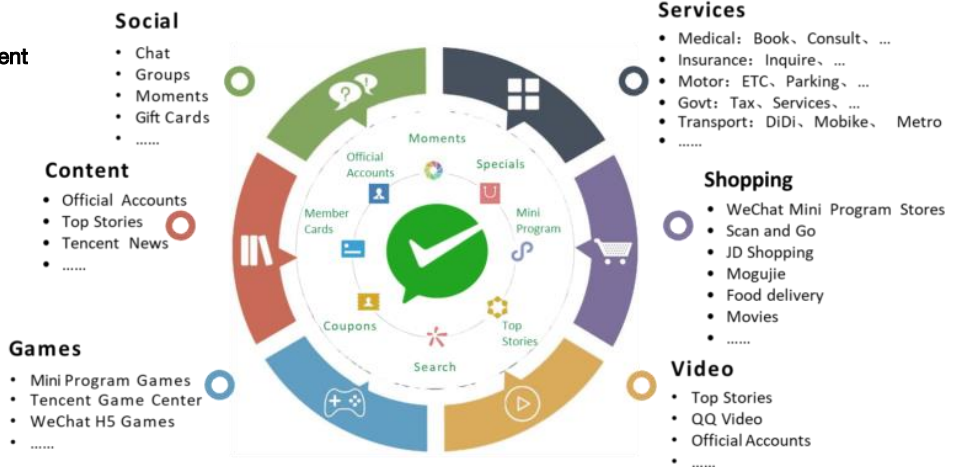 ent
Social
• Chat
• Groups
• Moments
• Gift Cards
• ……
Content
• Official Accounts
• Top Stories
• Tencent News
• ……
Games
• Mini Program Games
• Tencent Game Center
• WeChat H5 Games
• ……
Moments
Official
Accounts
Specials
Member
Cards
Mini
Program
Coupons
Top
Stories
Search
Services
• Medical：Book、Consult、…
• Insurance：Inquire、…
• Motor：ETC、Parking、…
• Govt：Tax、Services、…
• Transport：DiDi、Mobike、 Metro
• ……
Shopping
• WeChat Mini Program Stores
• Scan and Go
• JD Shopping
• Mogujie
• Food delivery
• Movies
• ……
Video
• Top Stories
• QQ Video
• Official Accounts
• ……